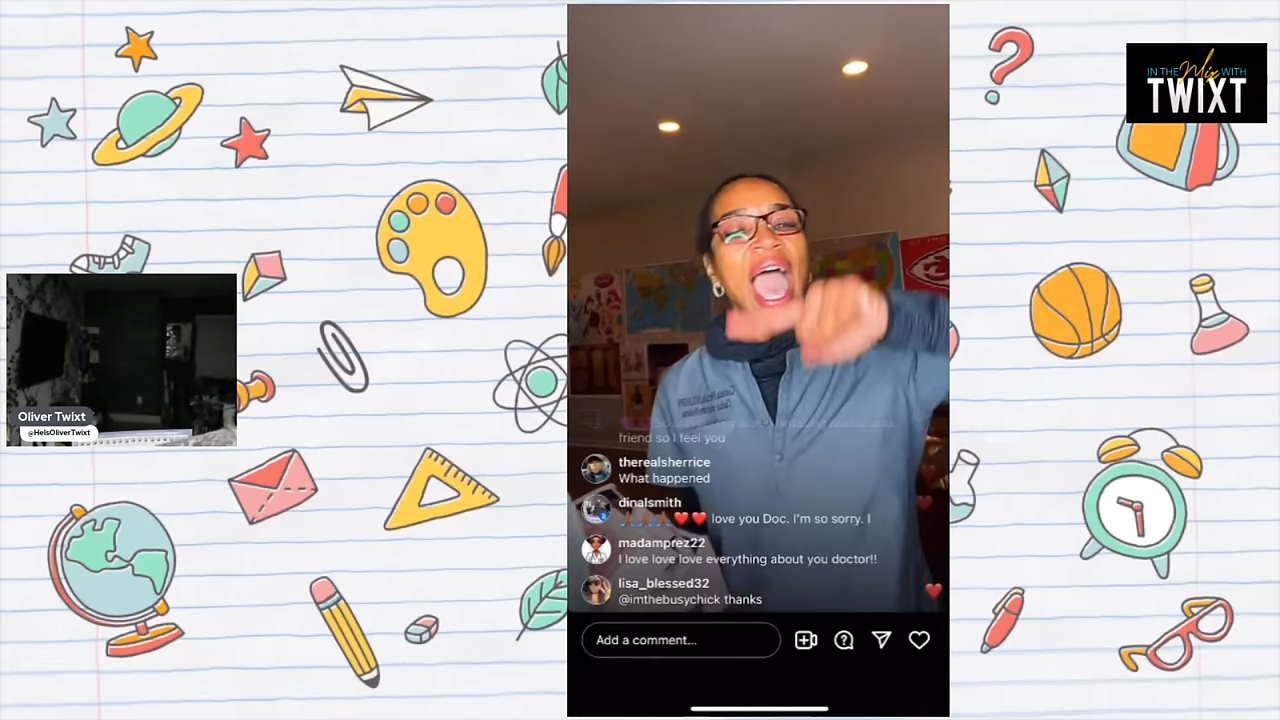 IN THE Mix WITH
TWIXT
Oliver Twixt
@HeIsOliverTwixt
friend so I feel you
therealsherrice
What happened
dinalsmith
🙏🙏🙏❤️❤️ love you Doc. I'm so sorry. I
madamprez22
I love love love everything about you doctor!!
lisa_blessed32
@imthebusychick thanks
Add a comment...